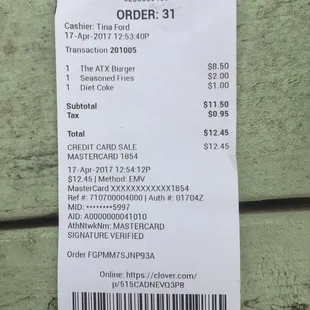 ORDER: 31
Cashier: Tina Ford
17-Apr-2017 12:53:40P
Transaction 201005
1 The ATX Burger $8.50
1 Seasoned Fries $2.00
1 Diet Coke $1.00
Subtotal $11.50
Tax $0.95
Total $12.45
CREDIT CARD SALE $12.45
MASTERCARD 1854
17-Apr-2017 12:54:12P
$12.45 | Method: EMV
MasterCard XXXXXXXXXXXX1854
Ref #: 710700004000 | Auth #: 01704Z
MID: ********5997
AID: A0000000041010
AthNtwkNm: MASTERCARD
SIGNATURE VERIFIED
Order FGPMM7SJNP93A
Online: https://clover.com/
p/515CADNEVQ3P8